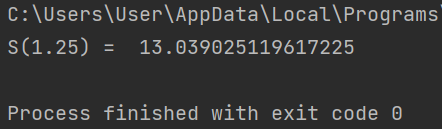 C:\Users\User\AppData\Local\Programs\
S(1.25) =  13.039025119617225
Process finished with exit code 0